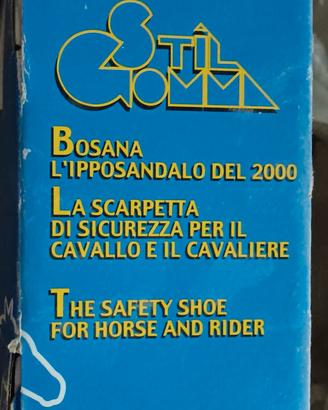 STIL
GOMMA
BOSANA
L'IPPOSANDALO DEL 2000
LA SCARPETTA
DI SICUREZZA PER IL
CAVALLO E IL CAVALIERE
THE SAFETY SHOE
FOR HORSE AND RIDER